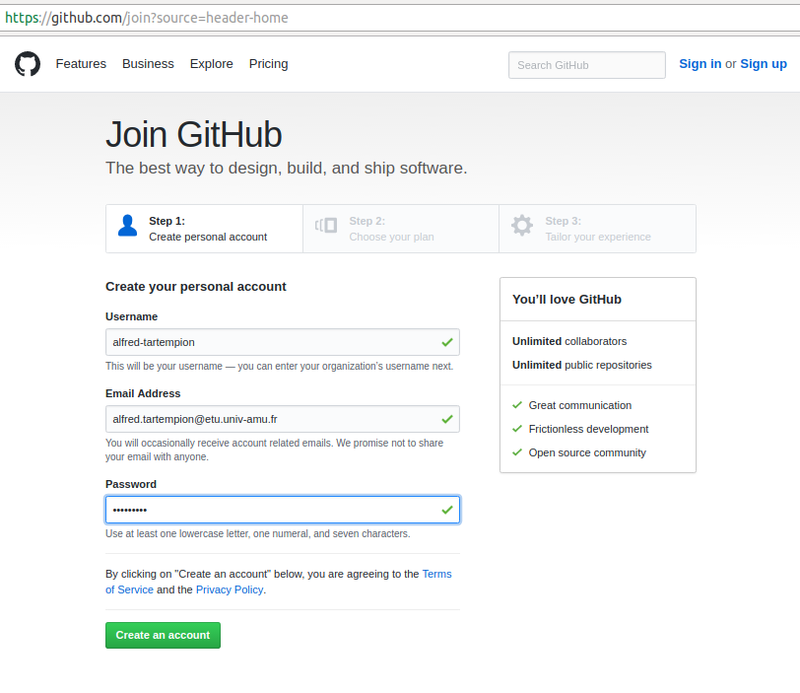 https://github.com/join?source=header-home
Features Business Explore Pricing Search GitHub Sign in or Sign up
Join GitHub
The best way to design, build, and ship software.
Step 1:
Create personal account
Step 2:
Choose your plan
Step 3:
Tailor your experience
Create your personal account
Username
alfred-tartempion
This will be your username — you can enter your organization's username next.
Email Address
alfred.tartempion@etu.univ-amu.fr
You will occasionally receive account related emails. We promise not to share
your email with anyone.
Password
•••••••••
Use at least one lowercase letter, one numeral, and seven characters.
By clicking on "Create an account" below, you are agreeing to the Terms
of Service and the Privacy Policy.
Create an account
You'll love GitHub
Unlimited collaborators
Unlimited public repositories
Great communication
Frictionless development
Open source community